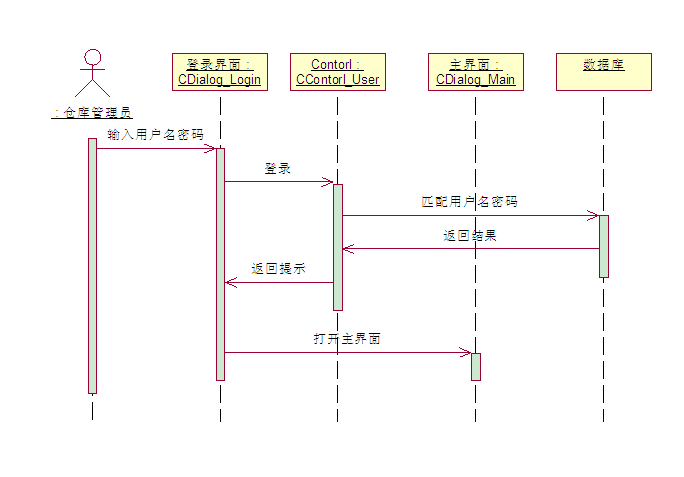 登录界面：
CDialog_Login
Contorl：
CContorl_User
主界面：
CDialog_Main
数据库
：仓库管理员
输入用户名密码
登录
匹配用户名密码
返回结果
返回提示
打开主界面